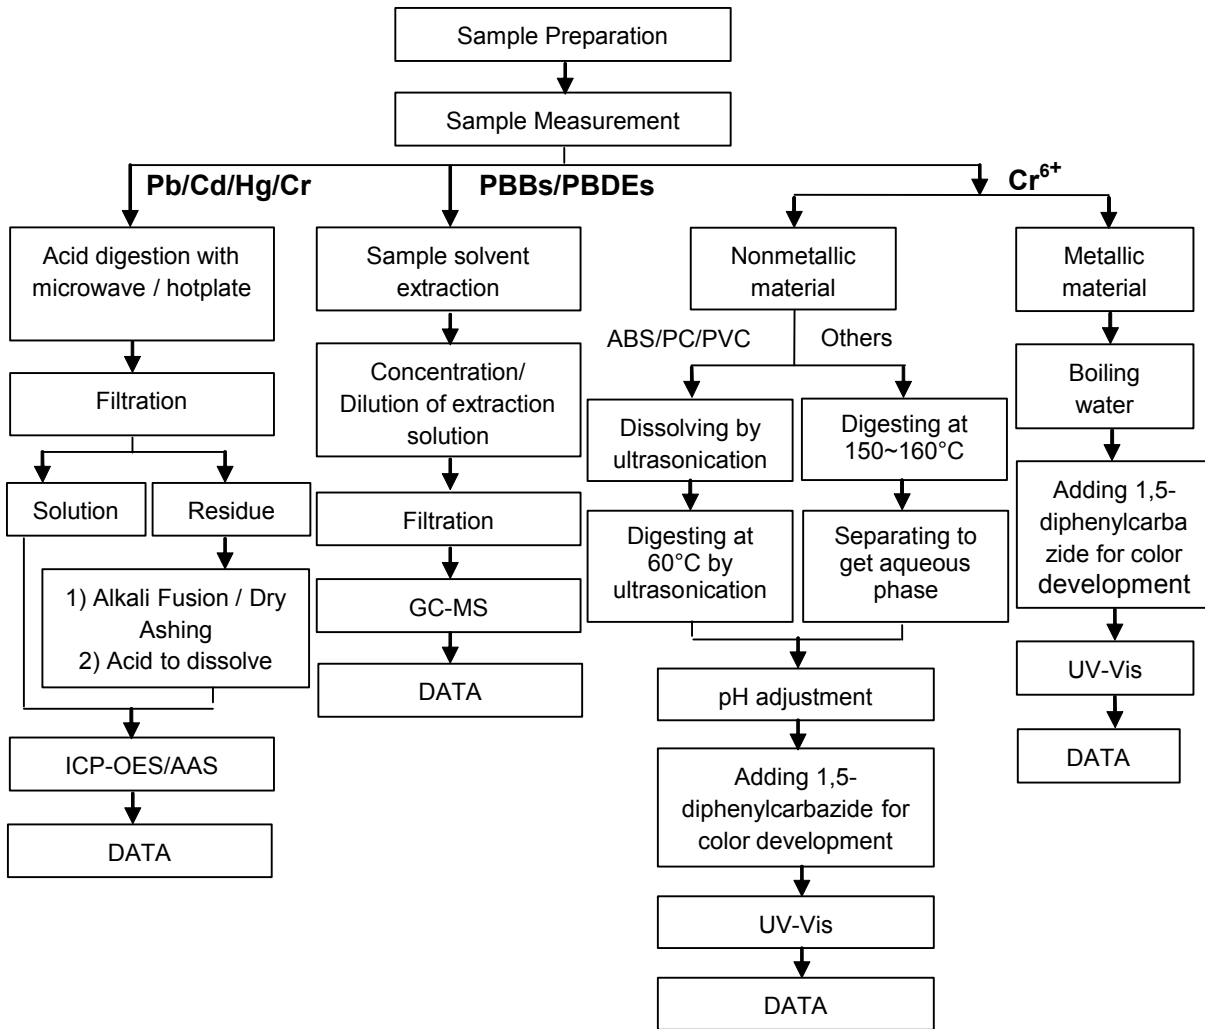 Sample Preparation
Sample Measurement
Pb/Cd/Hg/Cr
PBBs/PBDEs
Cr⁶⁺
Acid digestion with
microwave / hotplate
Filtration
Solution
Residue
1) Alkali Fusion / Dry
Ashing
2) Acid to dissolve
ICP-OES/AAS
DATA
Sample solvent
extraction
Concentration/
Dilution of extraction
solution
Filtration
GC-MS
DATA
Nonmetallic
material
ABS/PC/PVC
Others
Dissolving by
ultrasonication
Digesting at
60°C by
ultrasonication
Digesting at
150~160°C
Separating to
get aqueous
phase
pH adjustment
Adding 1,5-
diphenylcarbazide for
color development
UV-Vis
DATA
Metallic
material
Boiling
water
Adding 1,5-
diphenylcarba
zide for color
development
UV-Vis
DATA